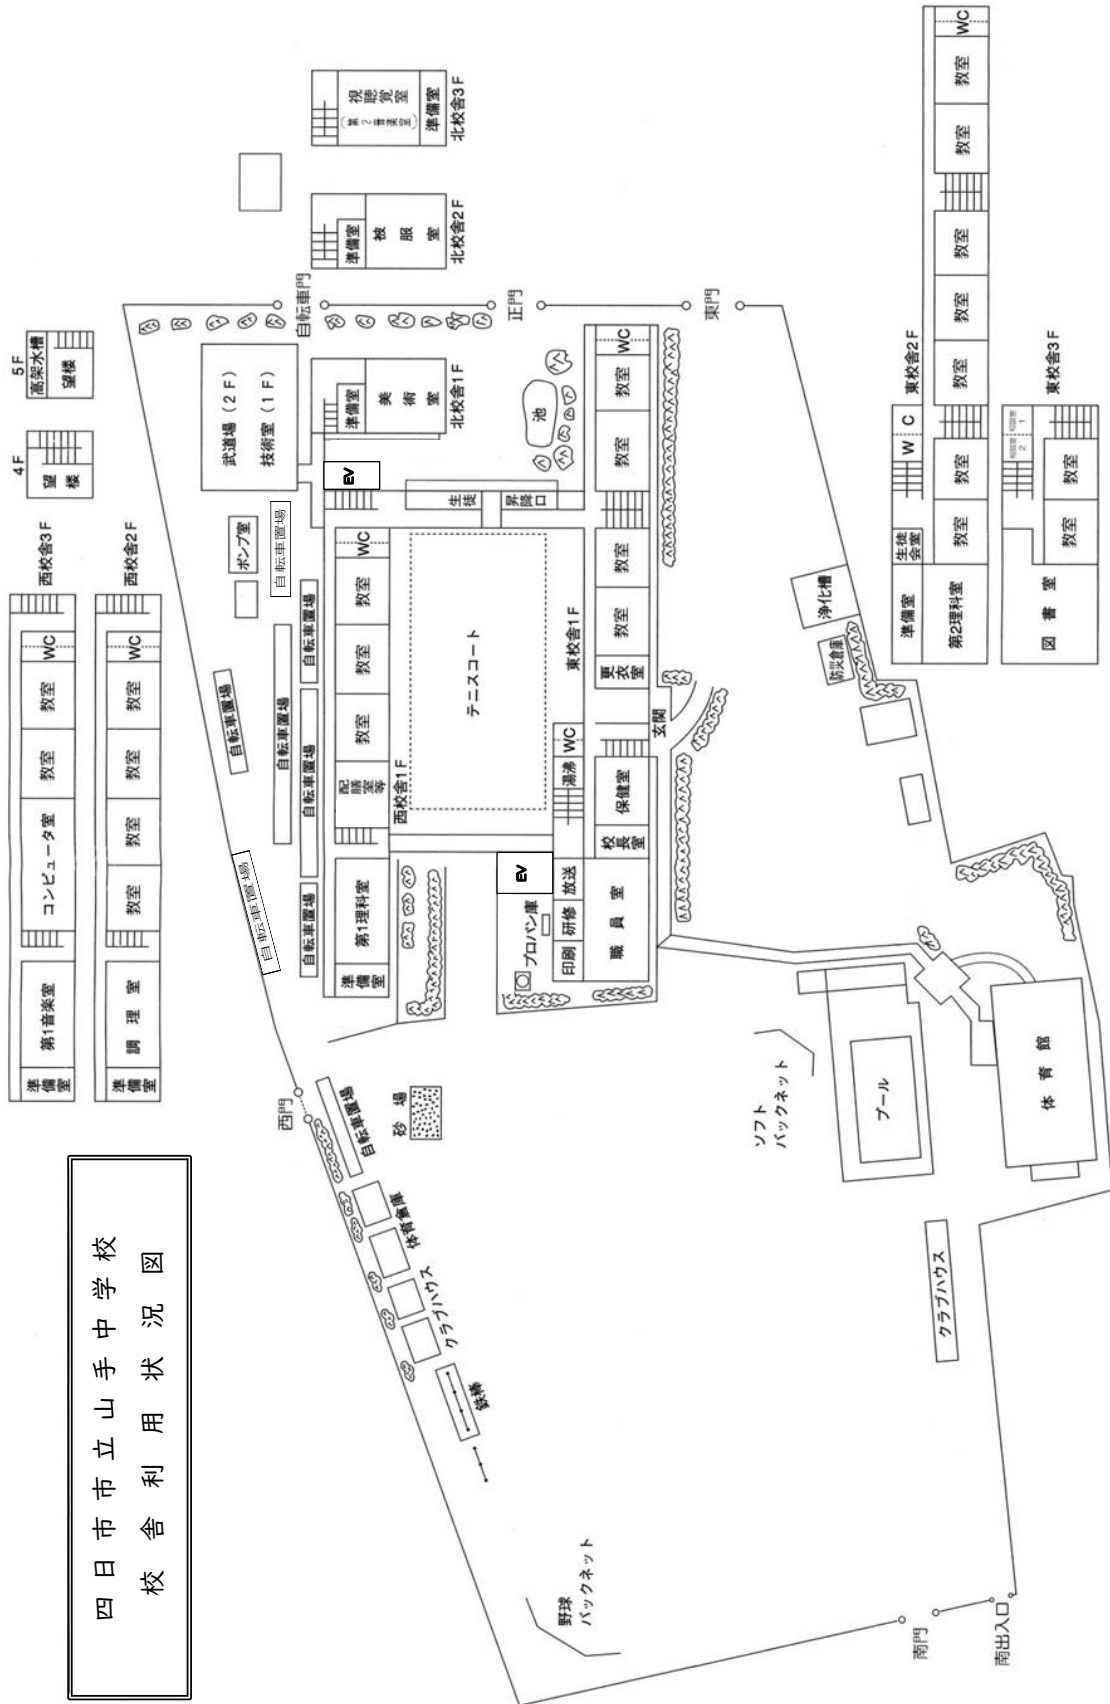 四日市市立山手中学校
校舎利用状況図
5F
高架水槽
望楼
4F
望楼
西校舎3F
準備室
第1音楽室
コンピュータ室
教室
教室
WC
西校舎2F
準備室
調理室
教室
教室
教室
WC
北校舎3F
視聴覚室
(第2音楽室)
準備室
北校舎2F
準備室
被服室
北校舎1F
準備室
美術室
武道場(2F)
技術室(1F)
自転車門
正門
東門
池
EV
生徒
昇降口
ポンプ室
自転車置場
自転車置場
自転車置場
自転車置場
自転車置場
自転車置場
自転車置場
西校舎1F
準備室
第1理科室
配膳室等
教室
教室
教室
WC
テニスコート
東校舎1F
印刷
研修
放送
EV
湯沸
WC
職員室
校長室
保健室
玄関
更衣室
教室
教室
教室
教室
WC
プロパン庫
東校舎2F
準備室
生徒会室
WC
第2理科室
教室
教室
教室
教室
教室
教室
教室
WC
東校舎3F
図書室
教室
教室
相談室2
相談室1
浄化槽
防災倉庫
西門
自転車置場
砂場
体育倉庫
クラブハウス
鉄棒
ソフト
バックネット
プール
体育館
クラブハウス
野球
バックネット
南門
南出入口